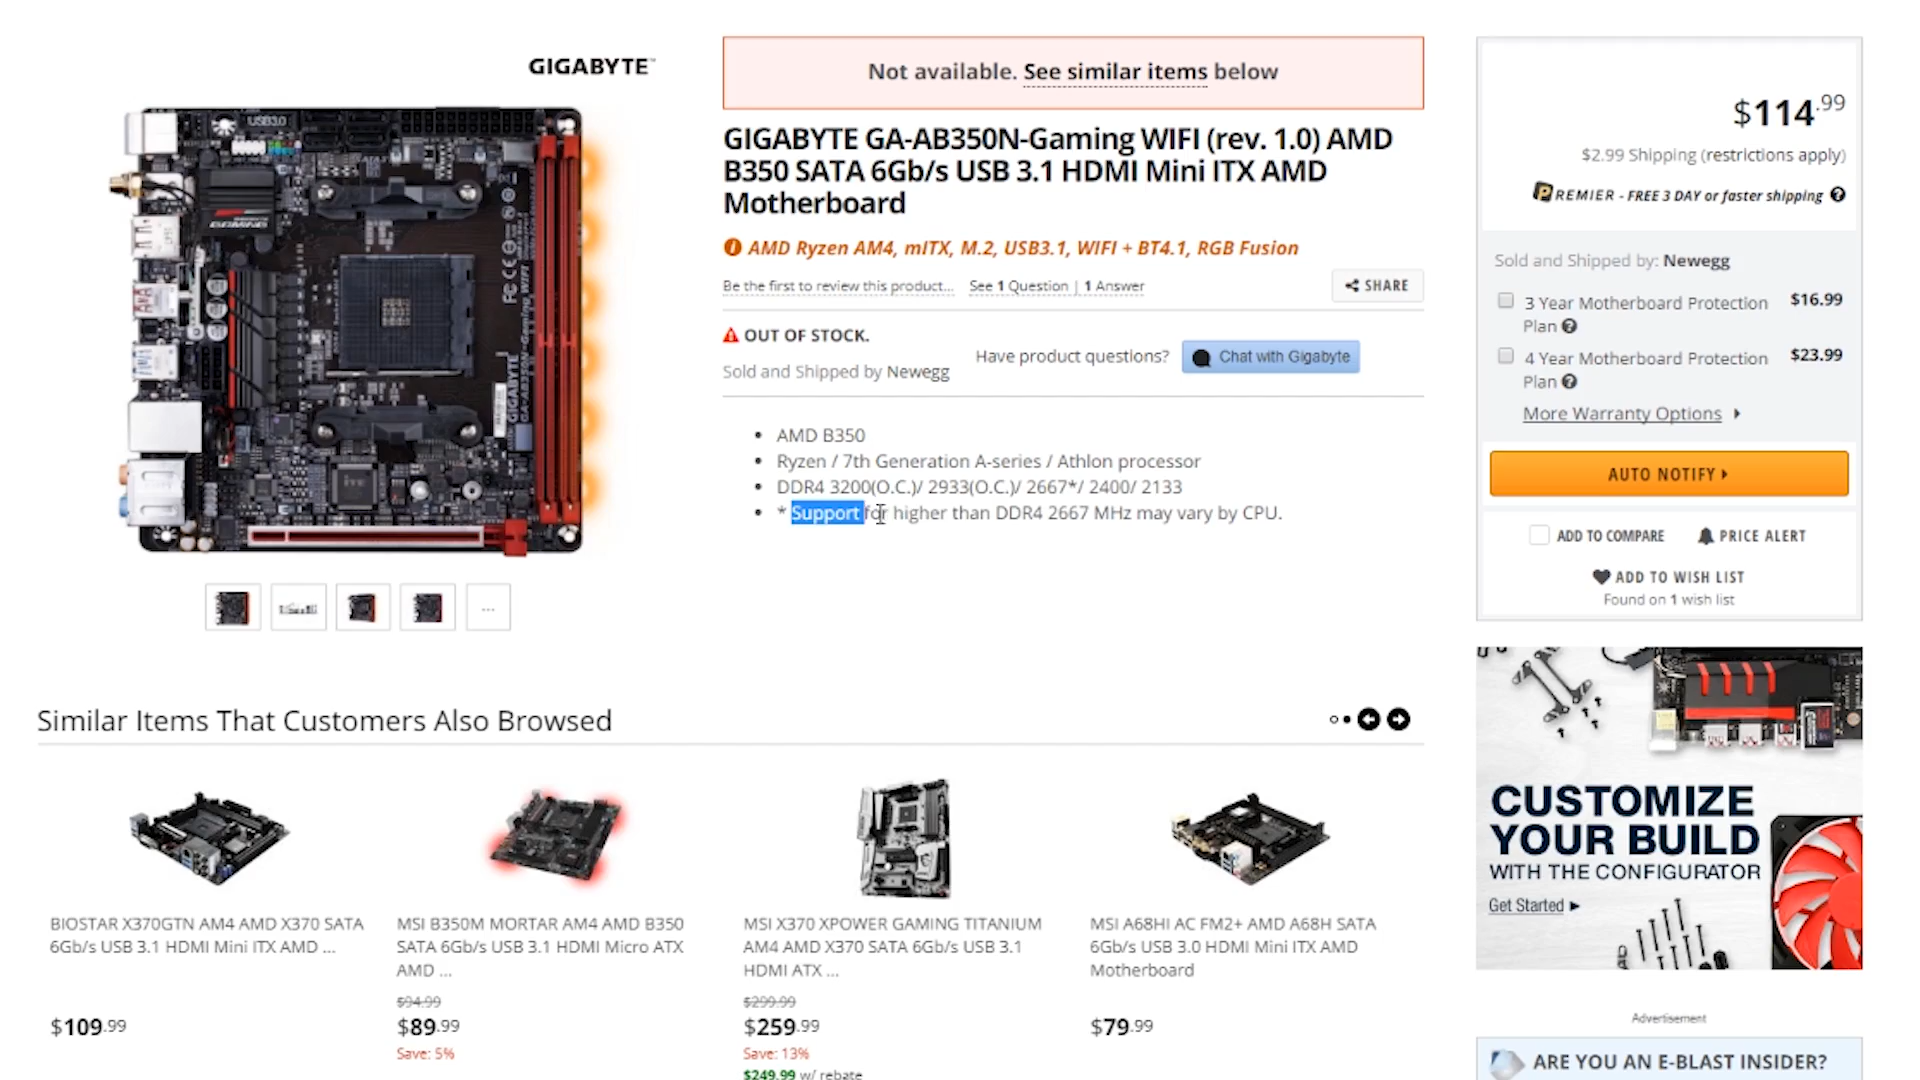 GIGABYTE™
Not available. See similar items below
GIGABYTE GA-AB350N-Gaming WIFI (rev. 1.0) AMD
B350 SATA 6Gb/s USB 3.1 HDMI Mini ITX AMD
Motherboard
AMD Ryzen AM4, mITX, M.2, USB3.1, WIFI + BT4.1, RGB Fusion
Be the first to review this product...
See 1 Question | 1 Answer
SHARE
OUT OF STOCK.
Sold and Shipped by Newegg
Have product questions?
Chat with Gigabyte
• AMD B350
• Ryzen / 7th Generation A-series / Athlon processor
• DDR4 3200(O.C.)/ 2933(O.C.)/ 2667*/ 2400/ 2133
• * Support for higher than DDR4 2667 MHz may vary by CPU.
USB3.0
GIGABYTE
GAMING
FC CE
GIGABYTE
GA-AB350N-Gaming WIFI
...
$114.99
$2.99 Shipping (restrictions apply)
PREMIER - FREE 3 DAY or faster shipping ?
Sold and Shipped by: Newegg
3 Year Motherboard Protection
Plan ?
$16.99
4 Year Motherboard Protection
Plan ?
$23.99
More Warranty Options
AUTO NOTIFY
ADD TO COMPARE
PRICE ALERT
ADD TO WISH LIST
Found on 1 wish list
Similar Items That Customers Also Browsed
BIOSTAR X370GTN AM4 AMD X370 SATA
6Gb/s USB 3.1 HDMI Mini ITX AMD ...
$109.99
MSI B350M MORTAR AM4 AMD B350
SATA 6Gb/s USB 3.1 HDMI Micro ATX
AMD ...
$94.99
$89.99
Save: 5%
MSI X370 XPOWER GAMING TITANIUM
AM4 AMD X370 SATA 6Gb/s USB 3.1
HDMI ATX ...
$299.99
$259.99
Save: 13%
$249.99 w/ rebate
MSI A68HI AC FM2+ AMD A68H SATA
6Gb/s USB 3.0 HDMI Mini ITX AMD
Motherboard
$79.99
CUSTOMIZE
YOUR BUILD
WITH THE CONFIGURATOR
Get Started ▶
Advertisement
ARE YOU AN E-BLAST INSIDER?